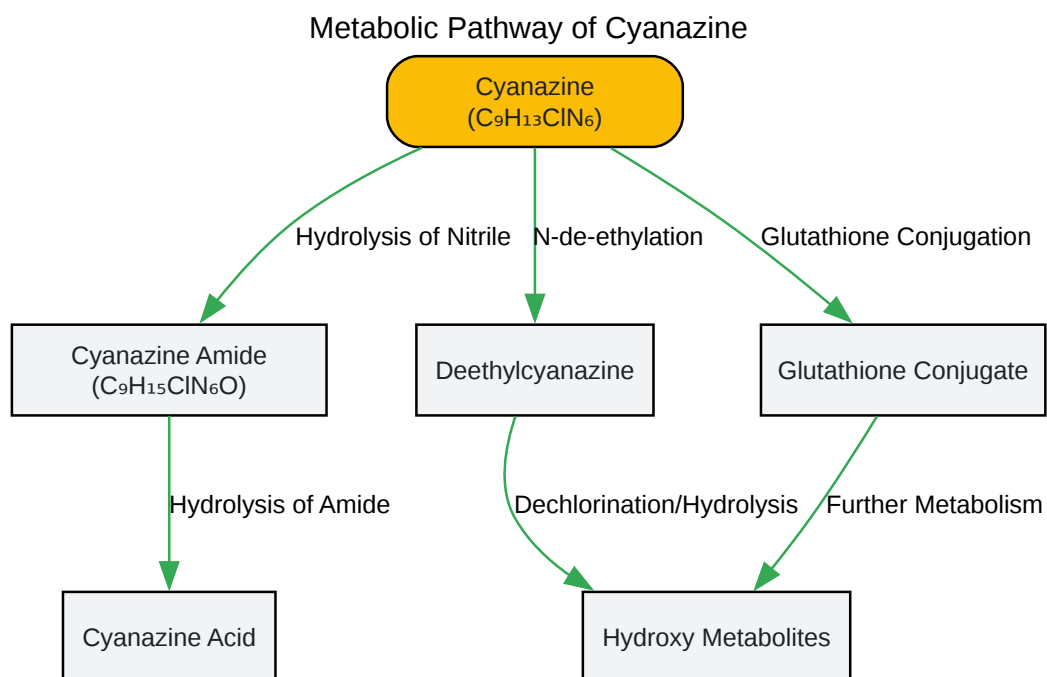 Metabolic Pathway of Cyanazine
Cyanazine
(C₉H₁₃ClN₆)
Hydrolysis of Nitrile
N-de-ethylation
Glutathione Conjugation
Cyanazine Amide
(C₉H₁₅ClN₆O)
Deethylcyanazine
Glutathione Conjugate
Hydrolysis of Amide
Dechlorination/Hydrolysis
Further Metabolism
Cyanazine Acid
Hydroxy Metabolites